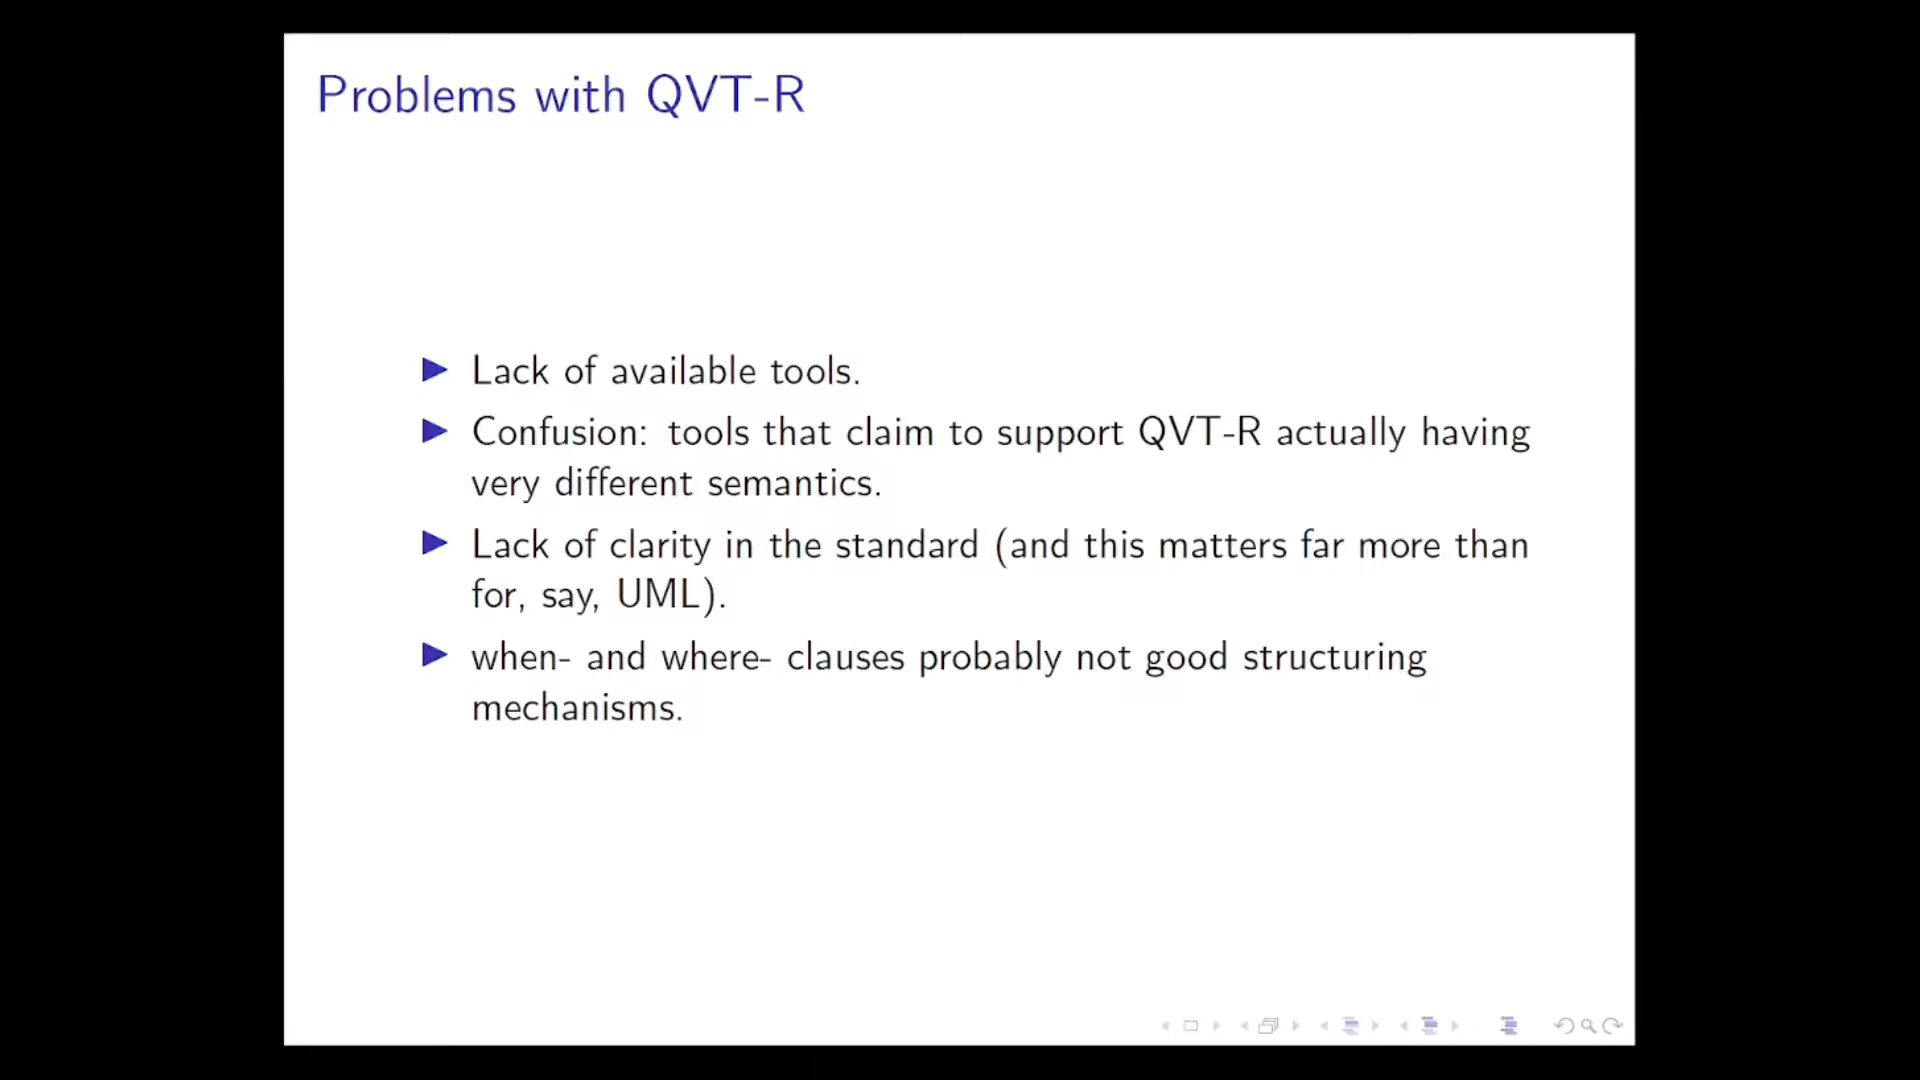 Problems with QVT-R
Lack of available tools.
Confusion: tools that claim to support QVT-R actually having
very different semantics.
Lack of clarity in the standard (and this matters far more than
for, say, UML).
when- and where- clauses probably not good structuring
mechanisms.